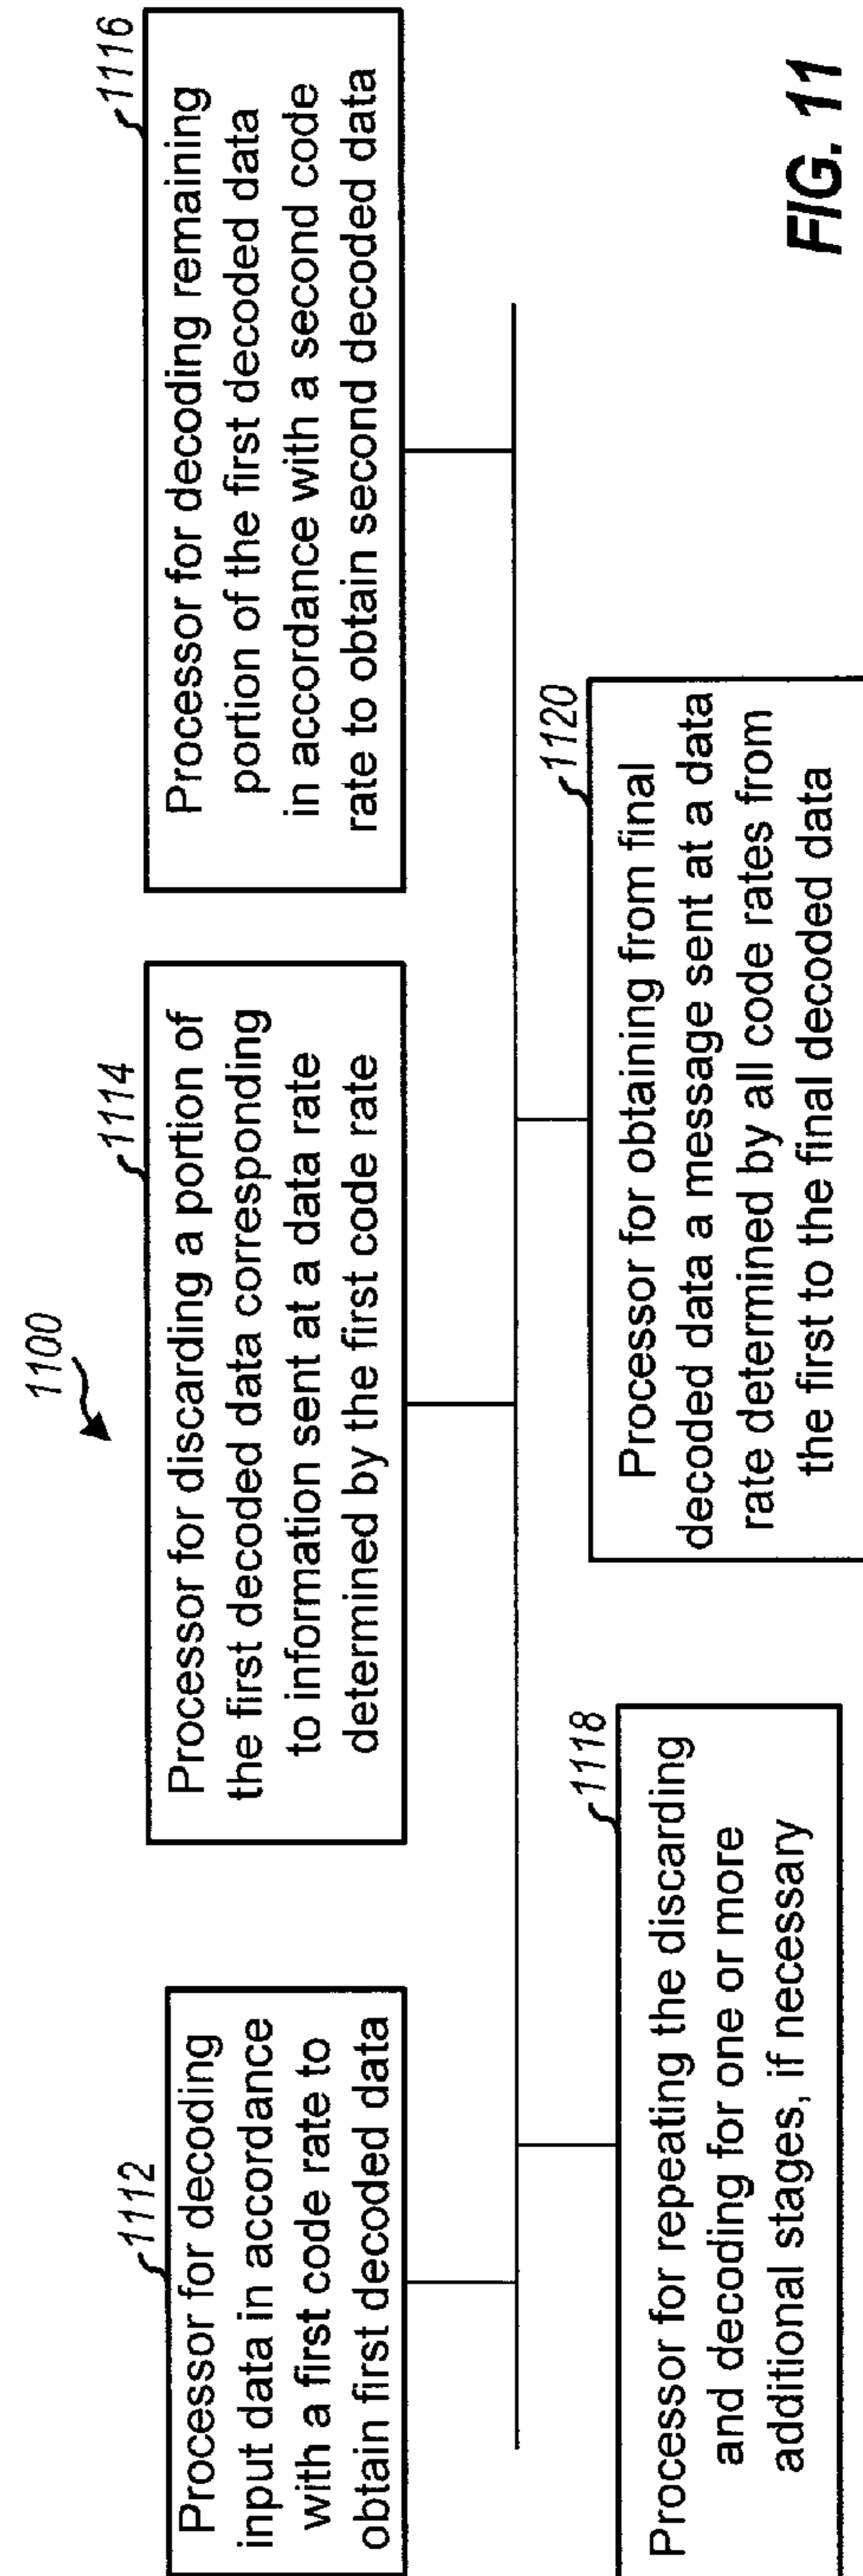 1100
1112
Processor for decoding
input data in accordance
with a first code rate to
obtain first decoded data
1114
Processor for discarding a portion of
the first decoded data corresponding
to information sent at a data rate
determined by the first code rate
1116
Processor for decoding remaining
portion of the first decoded data
in accordance with a second code
rate to obtain second decoded data
1118
Processor for repeating the discarding
and decoding for one or more
additional stages, if necessary
1120
Processor for obtaining from final
decoded data a message sent at a data
rate determined by all code rates from
the first to the final decoded data
FIG. 11